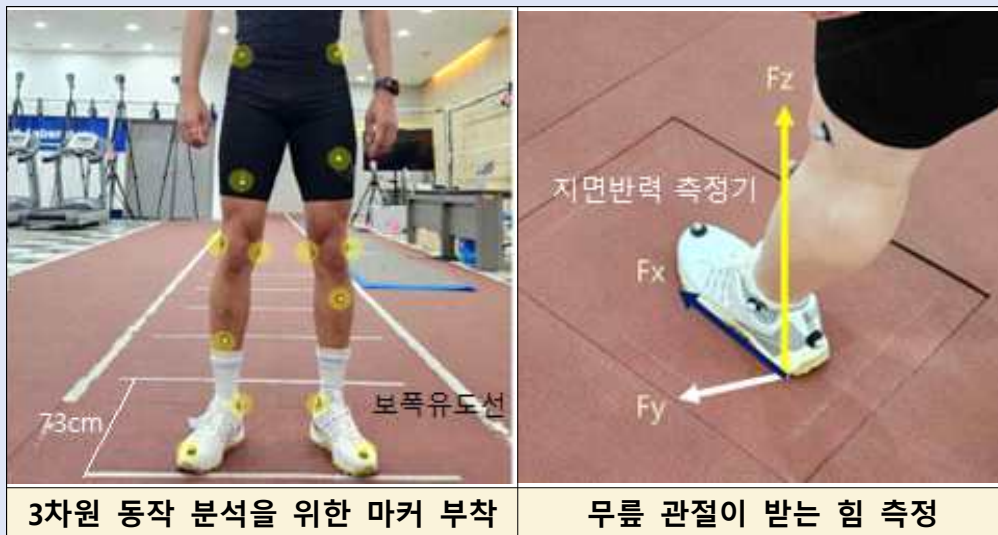 73cm
보폭유도선
Fz
지면반력 측정기
Fx
Fy
3차원 동작 분석을 위한 마커 부착
무릎 관절이 받는 힘 측정